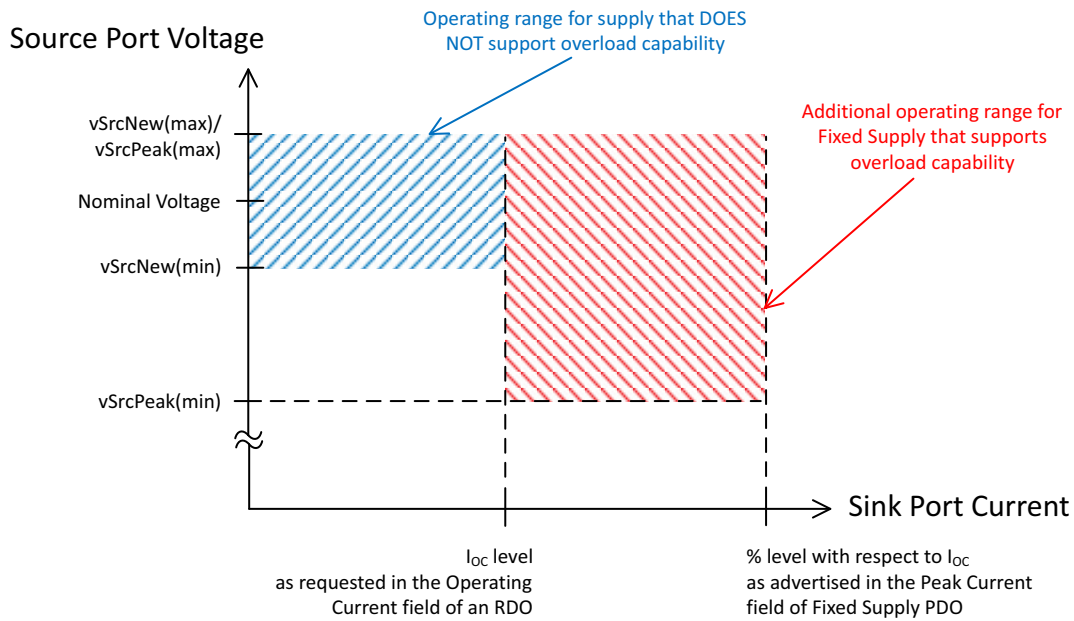 Operating range for supply that DOES
NOT support overload capability
Source Port Voltage
Additional operating range for
Fixed Supply that supports
overload capability
vSrcNew(max)/
vSrcPeak(max)
Nominal Voltage
vSrcNew(min)
vSrcPeak(min)
Sink Port Current
IOC level
as requested in the Operating
Current field of an RDO
% level with respect to IOC
as advertised in the Peak Current
field of Fixed Supply PDO